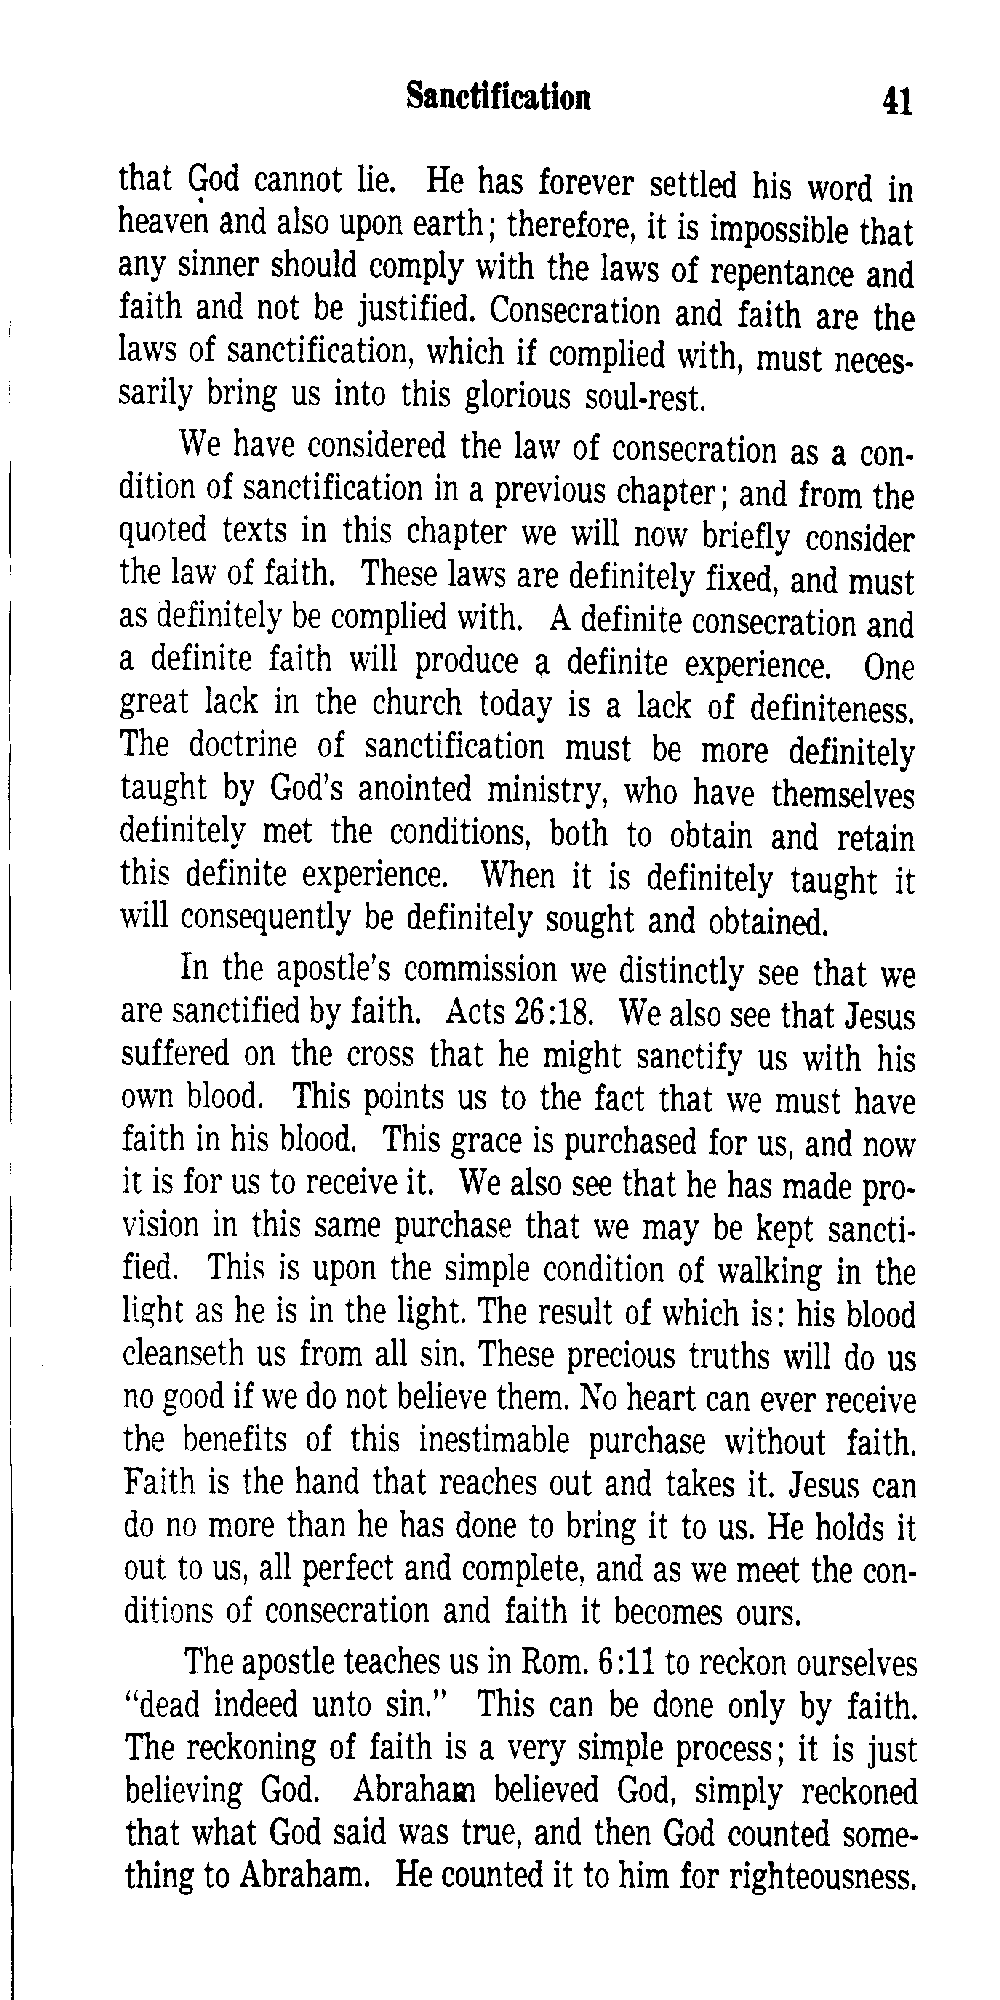 Sanctification 41
that God cannot lie. He has forever settled his word in
heaven and also upon earth; therefore, it is impossible that
any sinner should comply with the laws of repentance and
faith and not be justified. Consecration and faith are the
laws of sanctification, which if complied with, must neces-
sarily bring us into this glorious soul-rest.
We have considered the law of consecration as a con-
dition of sanctification in a previous chapter; and from the
quoted texts in this chapter we will now briefly consider
the law of faith. These laws are definitely fixed, and must
as definitely be complied with. A definite consecration and
a definite faith will produce a definite experience. One
great lack in the church today is a lack of definiteness.
The doctrine of sanctification must be more definitely
taught by God's anointed ministry, who have themselves
definitely met the conditions, both to obtain and retain
this definite experience. When it is definitely taught it
will consequently be definitely sought and obtained.
In the apostle's commission we distinctly see that we
are sanctified by faith. Acts 26:18. We also see that Jesus
suffered on the cross that he might sanctify us with his
own blood. This points us to the fact that we must have
faith in his blood. This grace is purchased for us, and now
it is for us to receive it. We also see that he has made pro-
vision in this same purchase that we may be kept sancti-
fied. This is upon the simple condition of walking in the
light as he is in the light. The result of which is: his blood
cleanseth us from all sin. These precious truths will do us
no good if we do not believe them. No heart can ever receive
the benefits of this inestimable purchase without faith.
Faith is the hand that reaches out and takes it. Jesus can
do no more than he has done to bring it to us. He holds it
out to us, all perfect and complete, and as we meet the con-
ditions of consecration and faith it becomes ours.
The apostle teaches us in Rom. 6:11 to reckon ourselves
"dead indeed unto sin." This can be done only by faith.
The reckoning of faith is a very simple process; it is just
believing God. Abraham believed God, simply reckoned
that what God said was true, and then God counted some-
thing to Abraham. He counted it to him for righteousness.